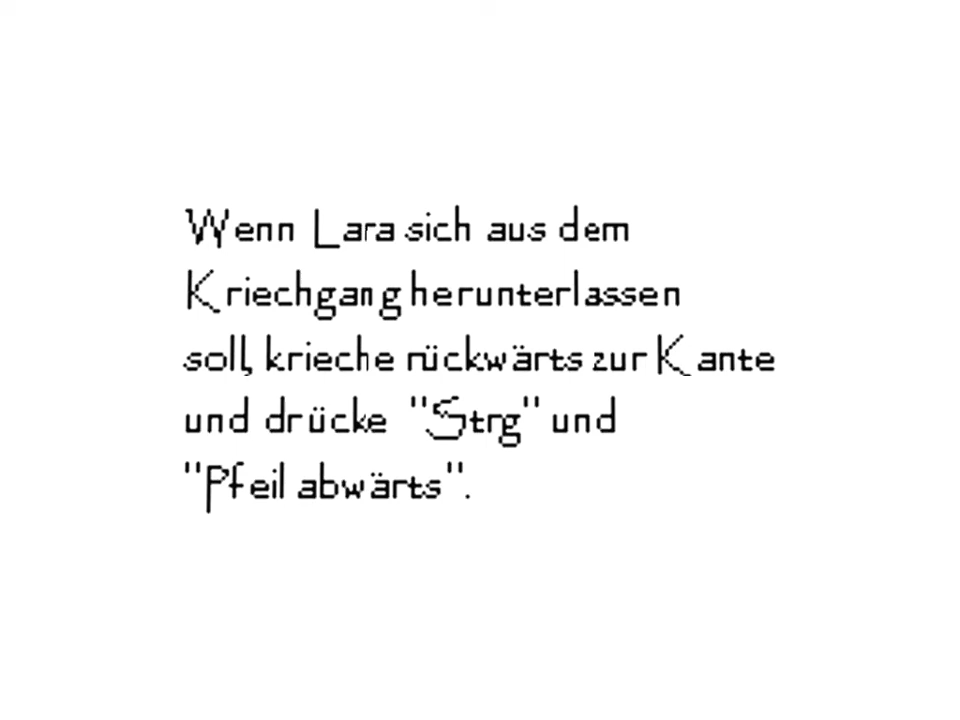 Wenn Lara sich aus dem
Kriechgang herunterlassen
soll, krieche rückwärts zur Kante
und drücke "Strg" und
"Pfeil abwärts".